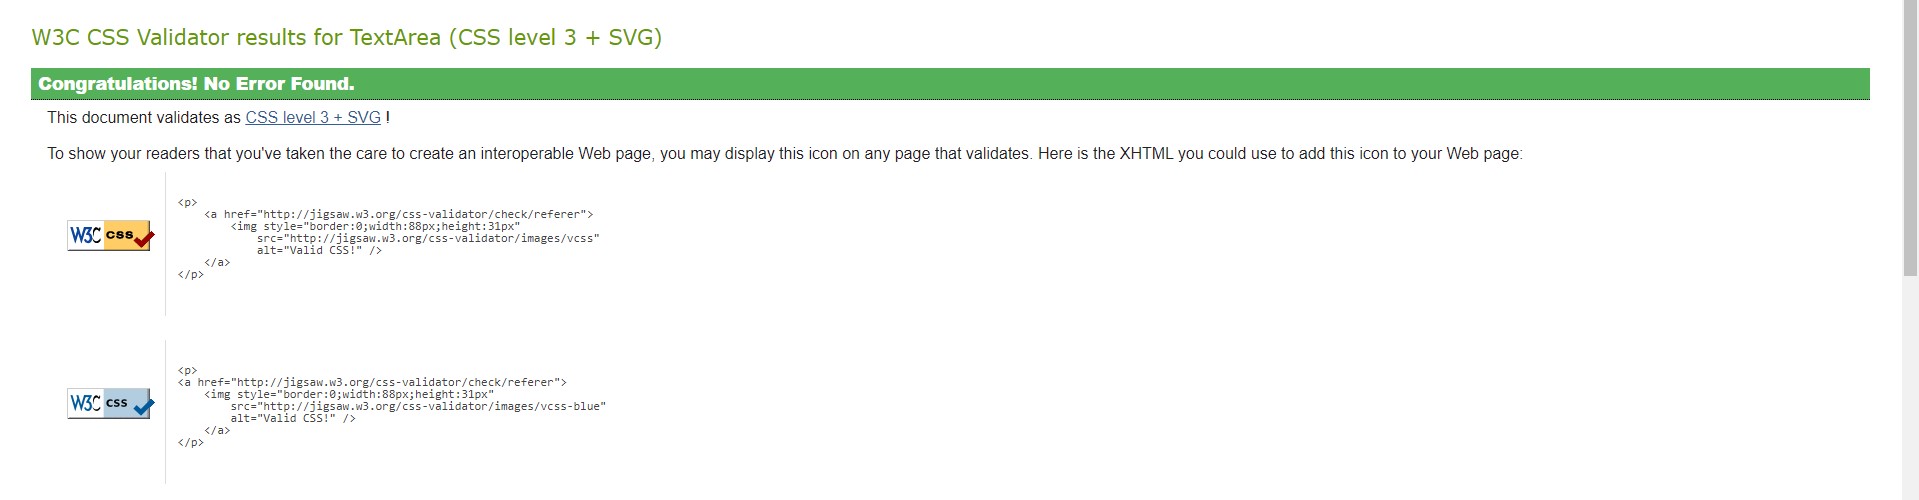 W3C CSS Validator results for TextArea (CSS level 3 + SVG)
Congratulations! No Error Found.
This document validates as CSS level 3 + SVG !
To show your readers that you've taken the care to create an interoperable Web page, you may display this icon on any page that validates. Here is the XHTML you could use to add this icon to your Web page:
W3C css
<p>
    <a href="http://jigsaw.w3.org/css-validator/check/referer">
        <img style="border:0;width:88px;height:31px"
            src="http://jigsaw.w3.org/css-validator/images/vcss"
            alt="Valid CSS!" />
    </a>
</p>
W3C css
<p>
<a href="http://jigsaw.w3.org/css-validator/check/referer">
    <img style="border:0;width:88px;height:31px"
        src="http://jigsaw.w3.org/css-validator/images/vcss-blue"
        alt="Valid CSS!" />
    </a>
</p>